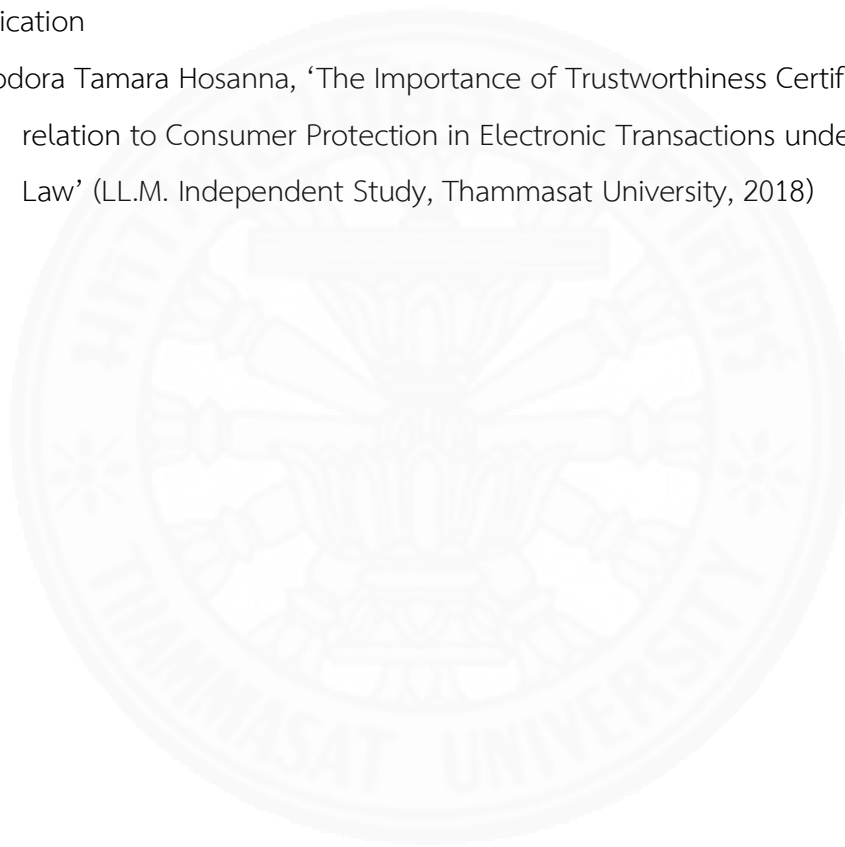 ication
odora Tamara Hosanna, ‘The Importance of Trustworthiness Certif
relation to Consumer Protection in Electronic Transactions unde
Law’ (LL.M. Independent Study, Thammasat University, 2018)
THAMMASAT UNIVERSITY